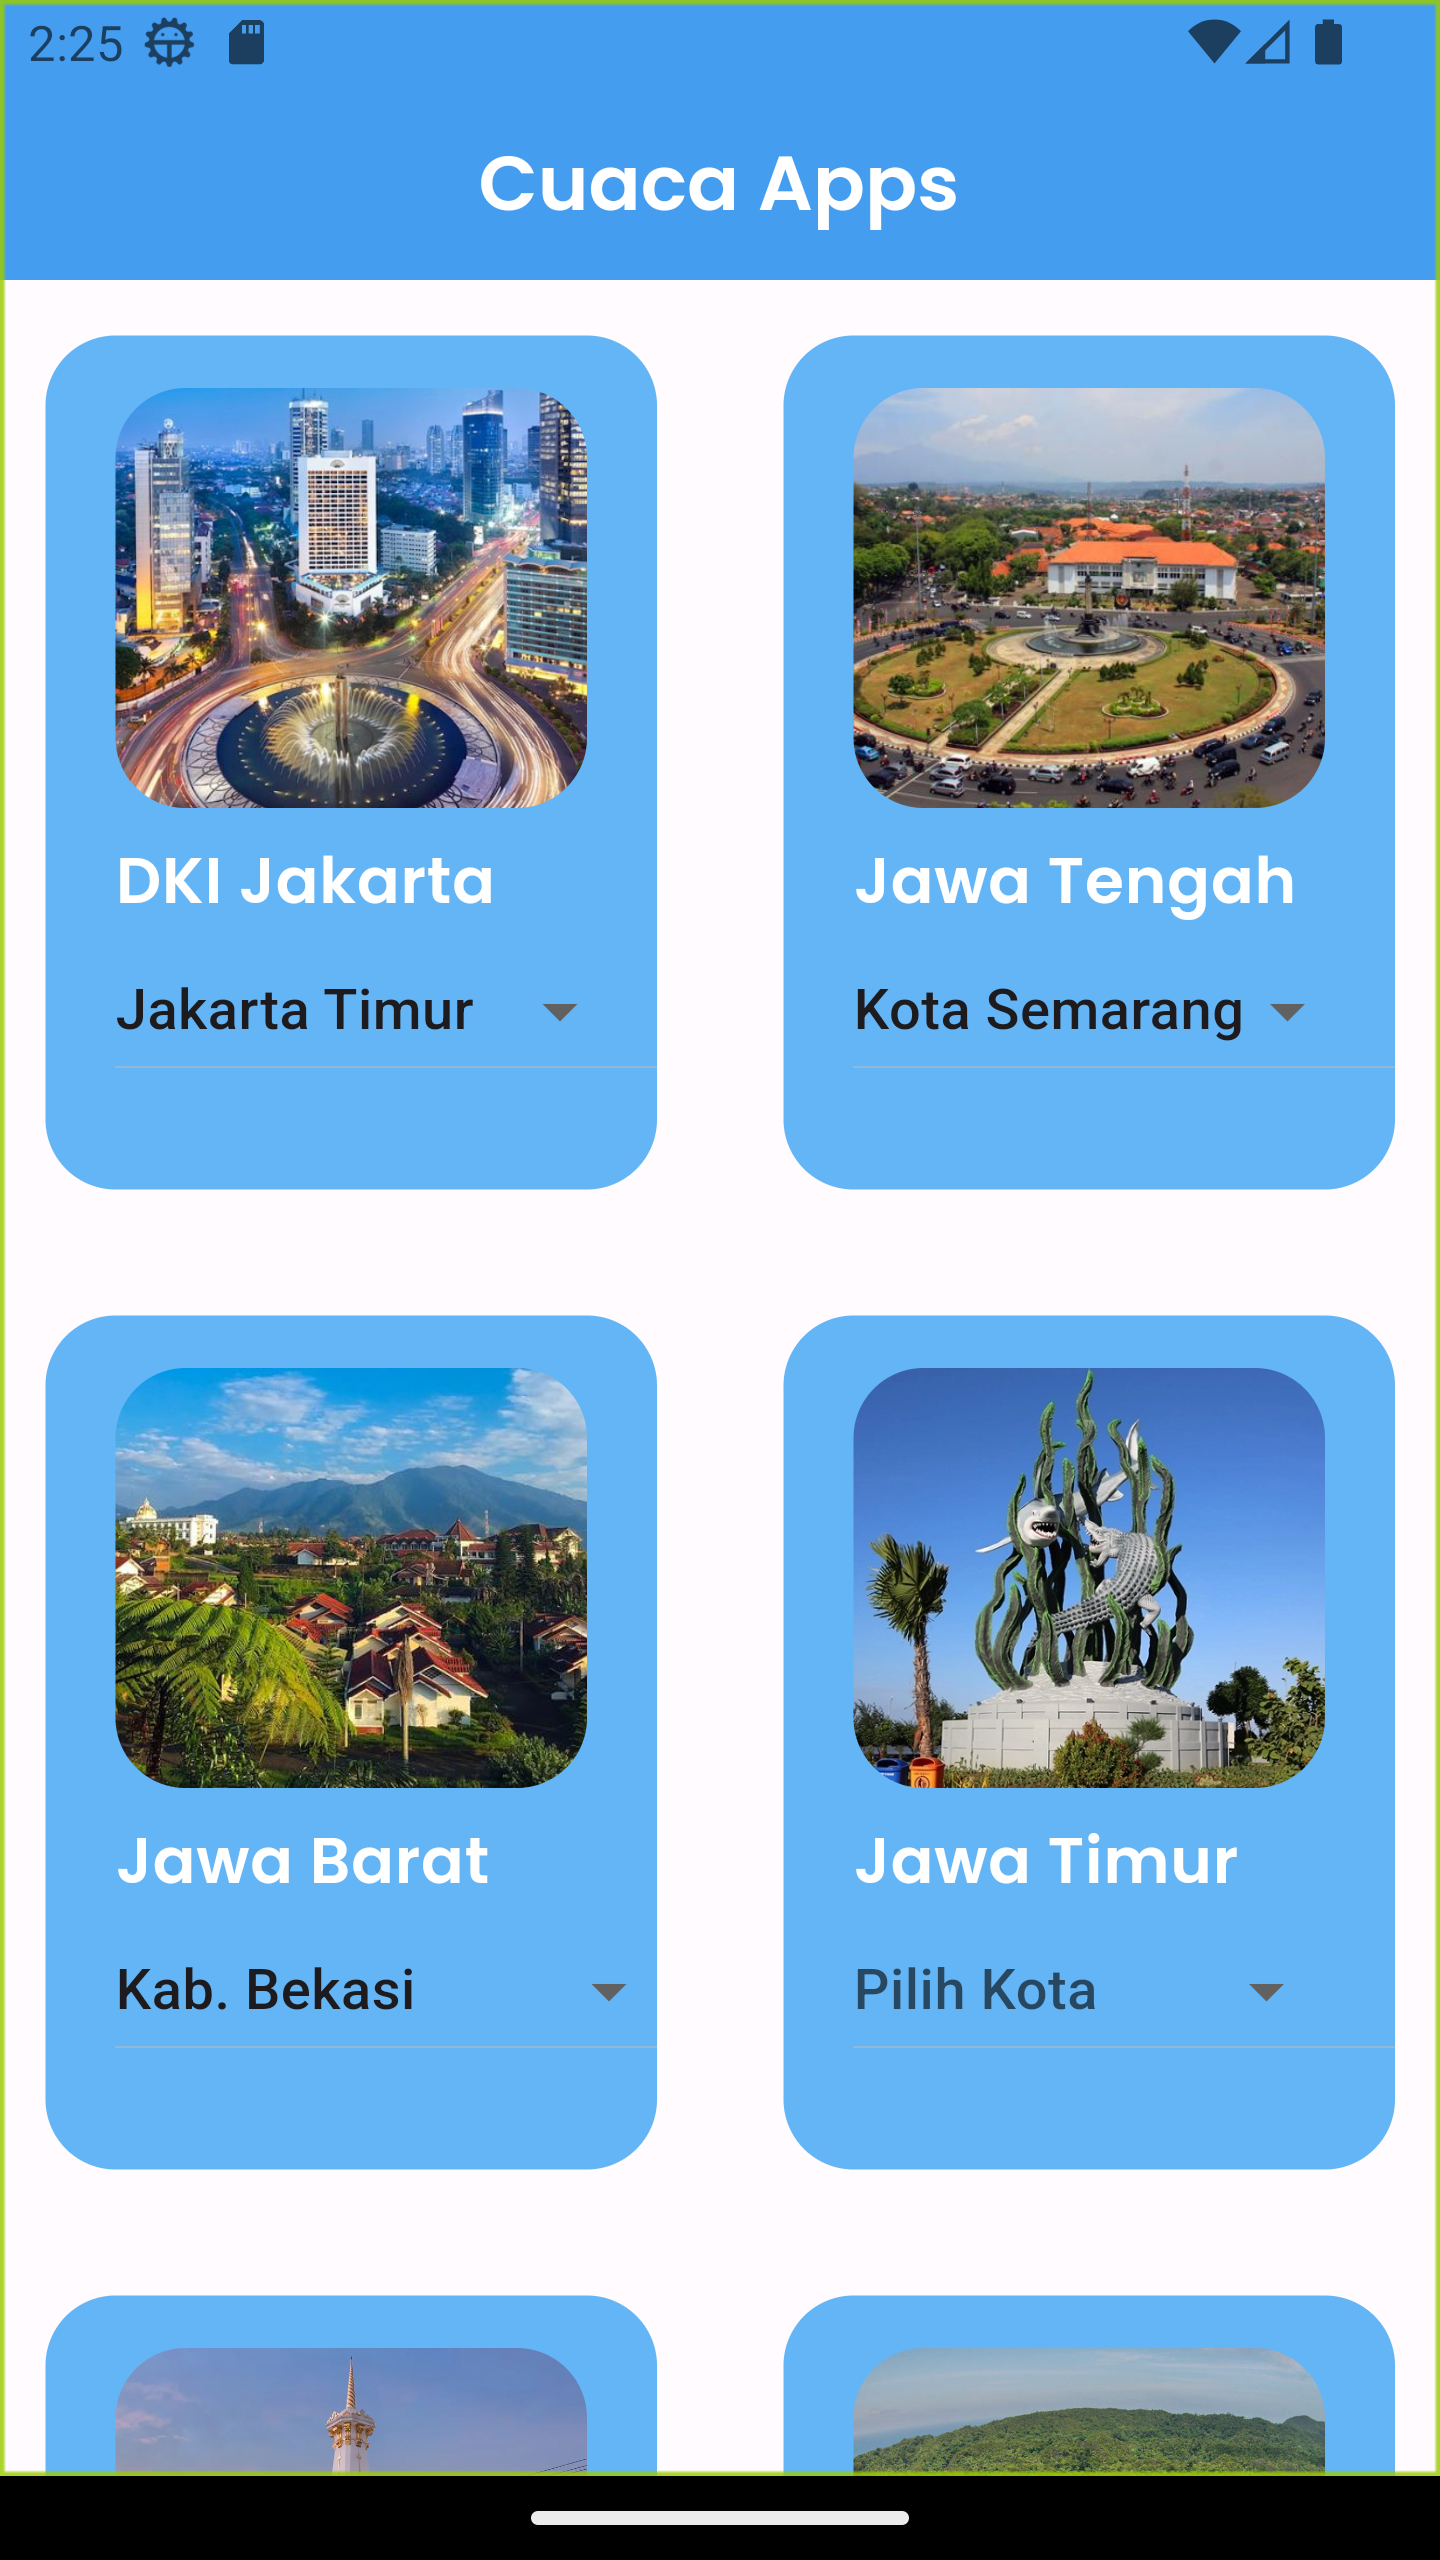 2:25
Cuaca Apps
DKI Jakarta
Jawa Tengah
Jakarta Timur
Kota Semarang
Jawa Barat
Jawa Timur
Kab. Bekasi
Pilih Kota